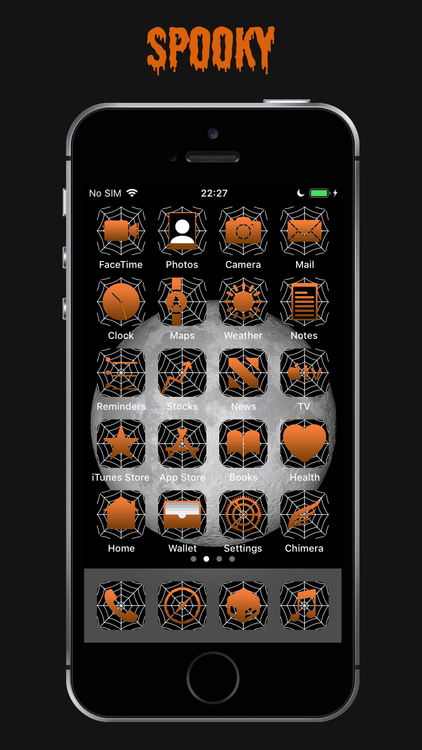 SPOOKY
No SIM 22:27
FaceTime Photos Camera Mail
Clock Maps Weather Notes
Reminders Stocks News TV
tv
iTunes Store App Store Books Health
Home Wallet Settings Chimera